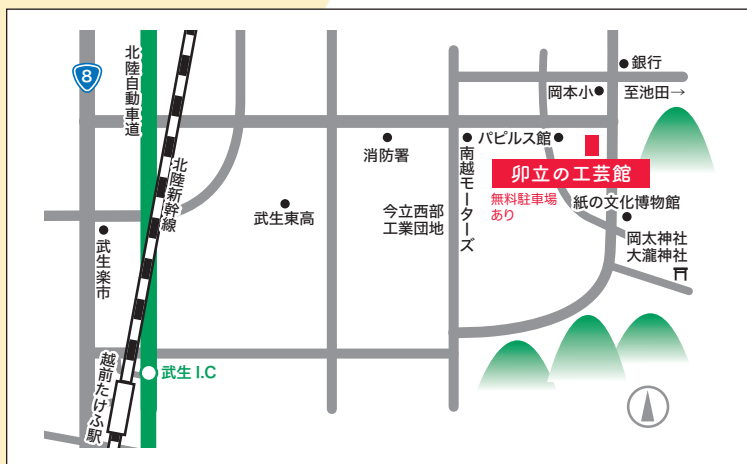 8
北陸自動車道
北陸新幹線
銀行
岡本小
至池田→
パピルス館
消防署
南越モーターズ
卯立の工芸館
無料駐車場
あり
紙の文化博物館
武生東高
今立西部
工業団地
岡太神社
大瀧神社
武生楽市
武生 I.C
越前たけふ駅